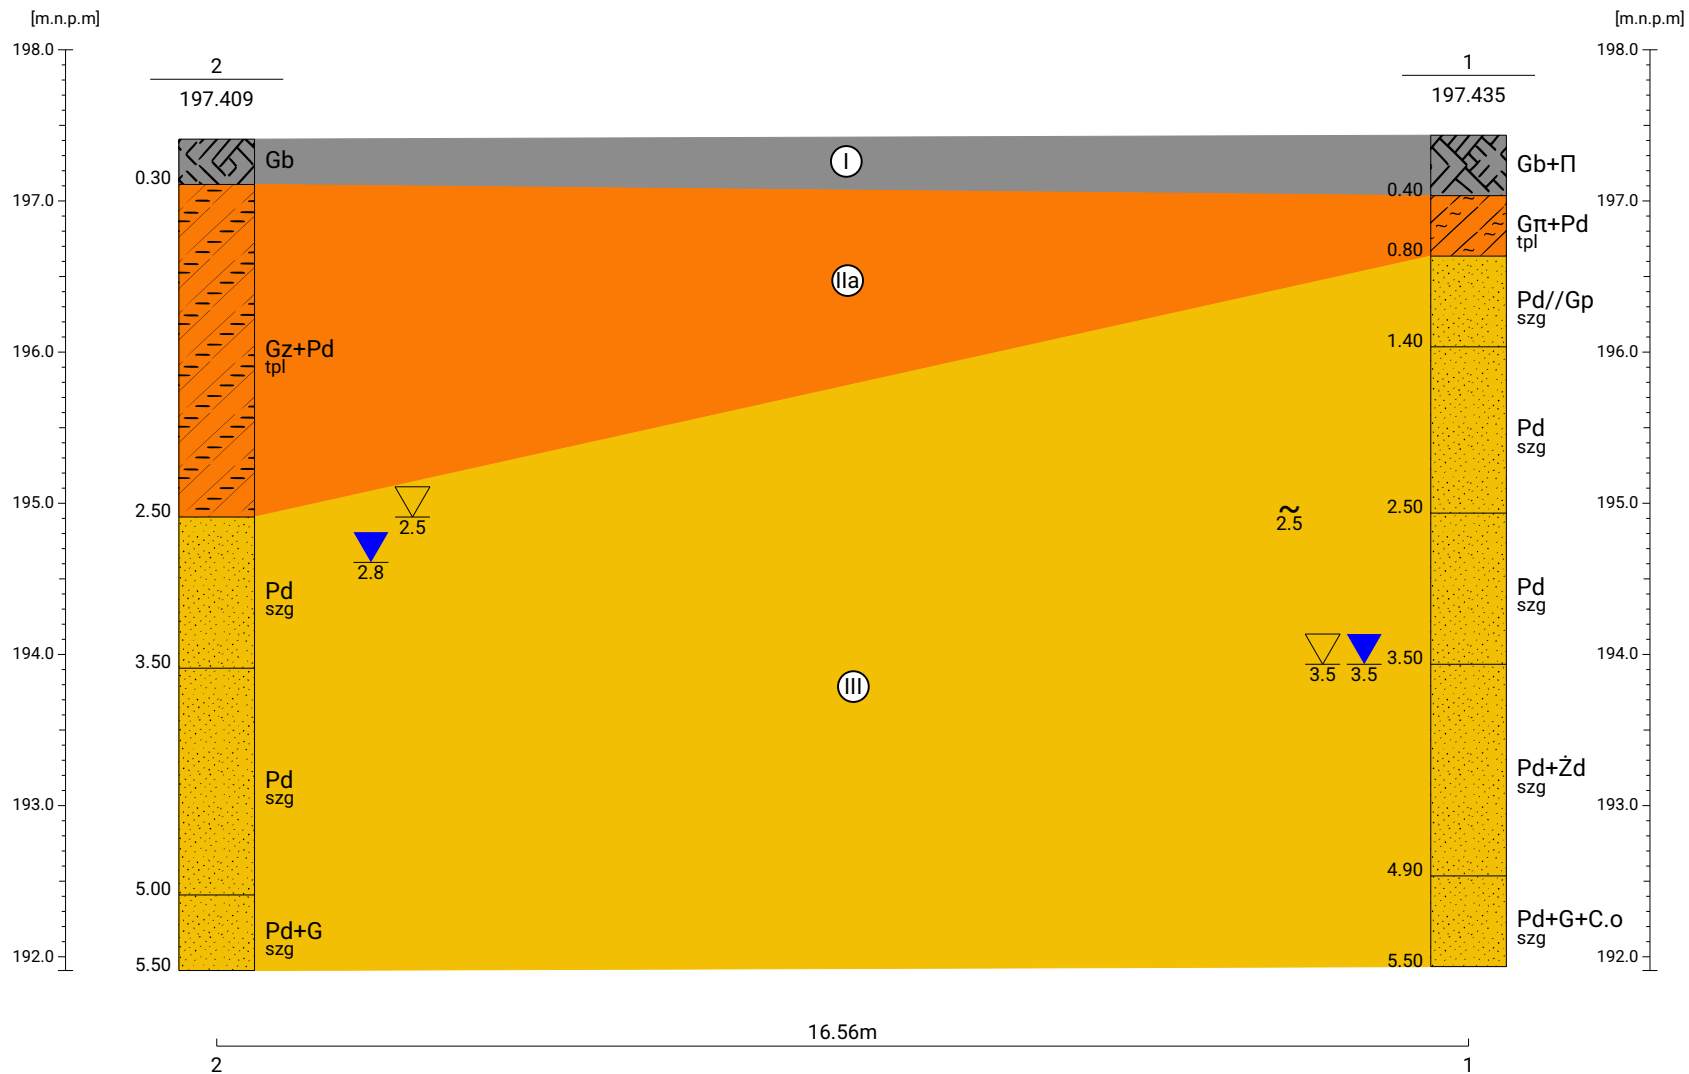 [m.n.p.m]
[m.n.p.m]
198.0
198.0
2
197.409
1
197.435
Gb
I
Gb+Π
0.30
0.40
197.0
197.0
Gπ+Pd
tpl
0.80
IIa
Pd//Gp
szg
1.40
196.0
196.0
Gz+Pd
tpl
Pd
szg
195.0
195.0
2.50
2.5
2.5
2.50
2.8
Pd
szg
Pd
szg
194.0
194.0
3.50
3.5
3.5
3.50
III
Pd
szg
Pd+Żd
szg
193.0
193.0
5.00
4.90
Pd+G
szg
Pd+G+C.o
szg
192.0
192.0
5.50
5.50
16.56m
2
1